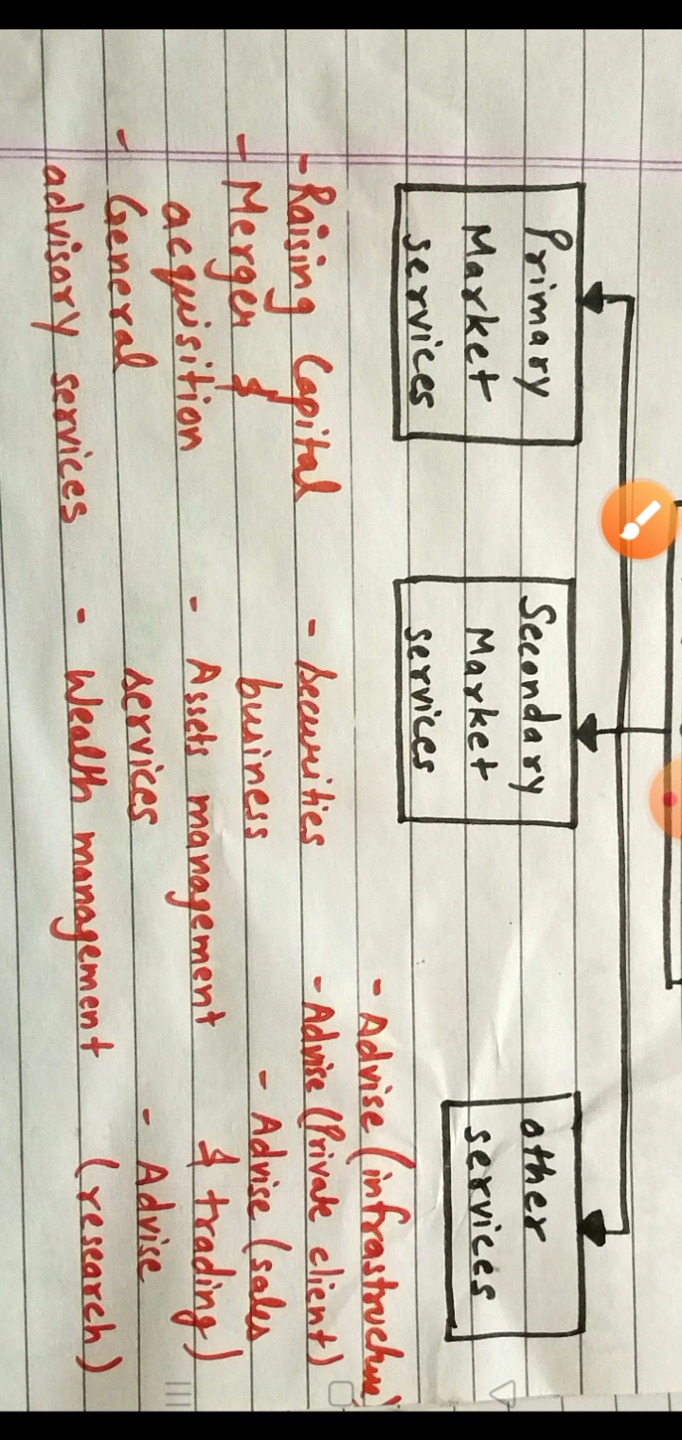 Primary
Market
services
Secondary
Market
services
other
services
- Raising Capital
- Merger &
acquisition
- General
advisory services
- securities
business
- Assets management
services
- Wealth management
- Advise (infrastructure)
- Advise (Private client)
- Advise (sales
& trading)
- Advise
(research)